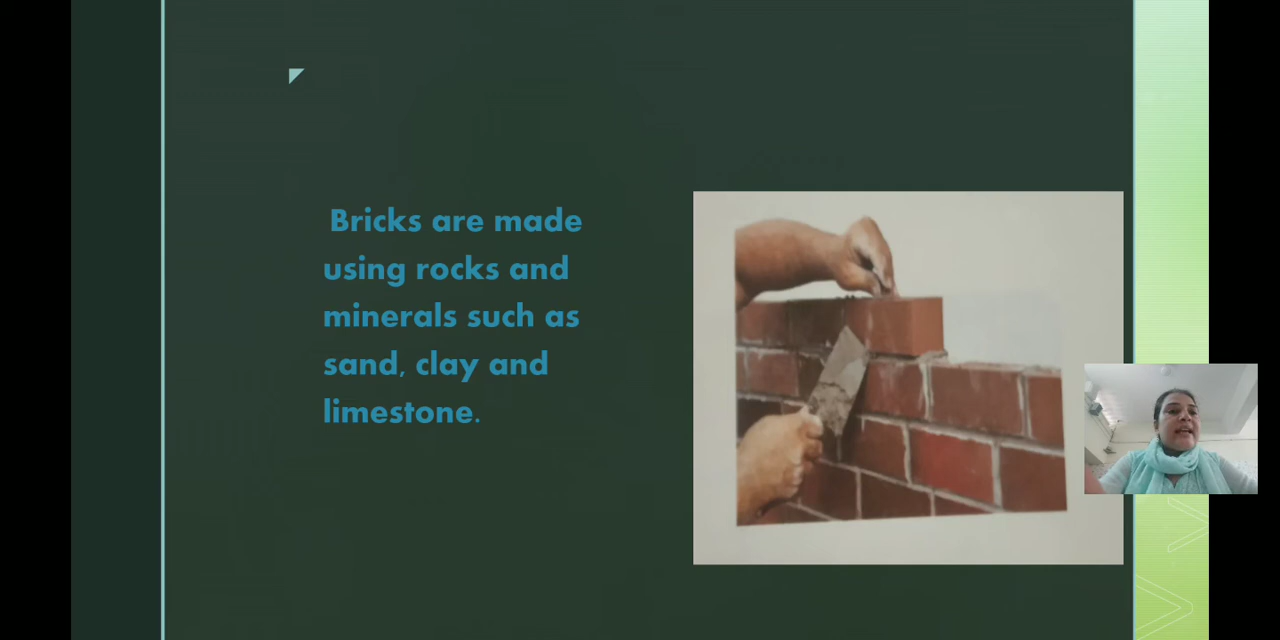 Bricks are made
using rocks and
minerals such as
sand, clay and
limestone.